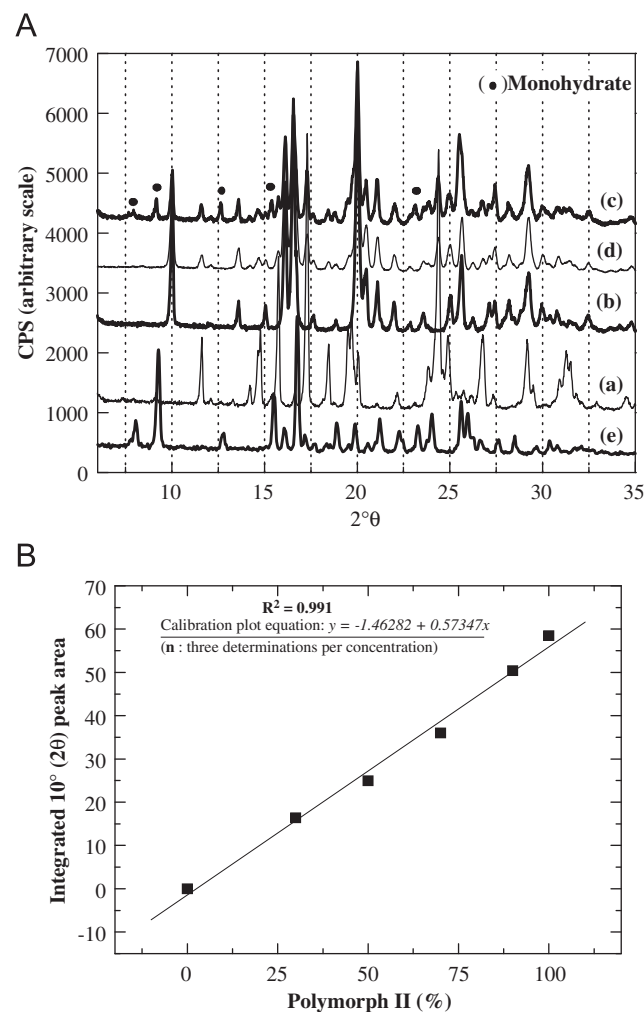 A
7000
6000
5000
4000
3000
2000
1000
0
CPS (arbitrary scale)
(●)Monohydrate
(c)
(d)
(b)
(a)
(e)
10
15
20
25
30
35
2°θ
B
70
60
50
40
30
20
10
0
-10
Integrated 10° (2θ) peak area
R² = 0.991
Calibration plot equation: y = -1.46282 + 0.57347x
(n : three determinations per concentration)
0
25
50
75
100
Polymorph II (%)